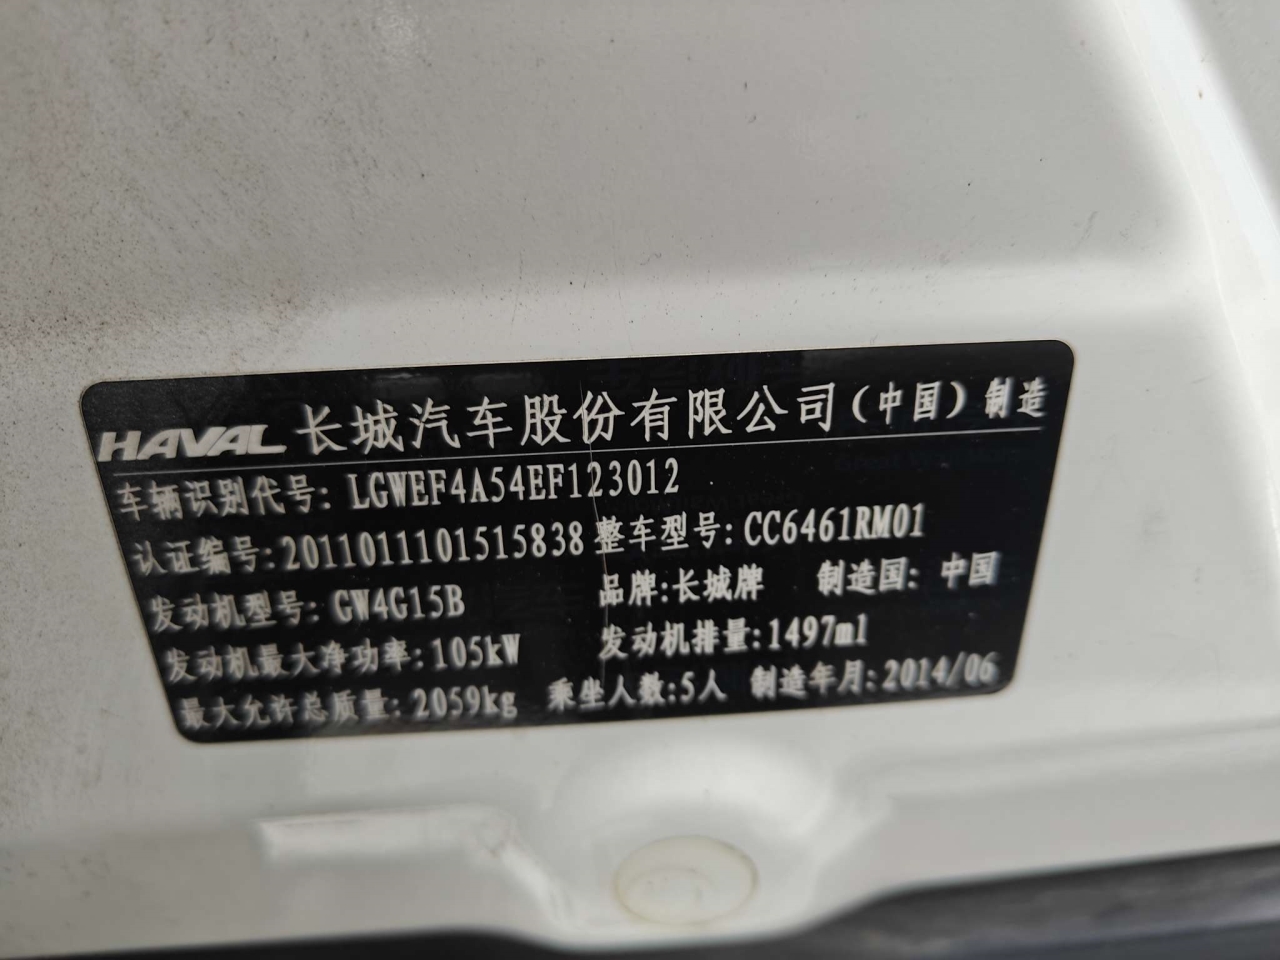 HAVAL 长城汽车股份有限公司（中国）制造
车辆识别代号: LGWEF4A54EF123012
认证编号:2011011101515838 整车型号:CC6461RM01
发动机型号: GW4G15B 品牌:长城牌 制造国: 中国
发动机最大净功率:105kW 发动机排量:1497ml
最大允许总质量: 2059kg 乘坐人数:5人 制造年月:2014/06